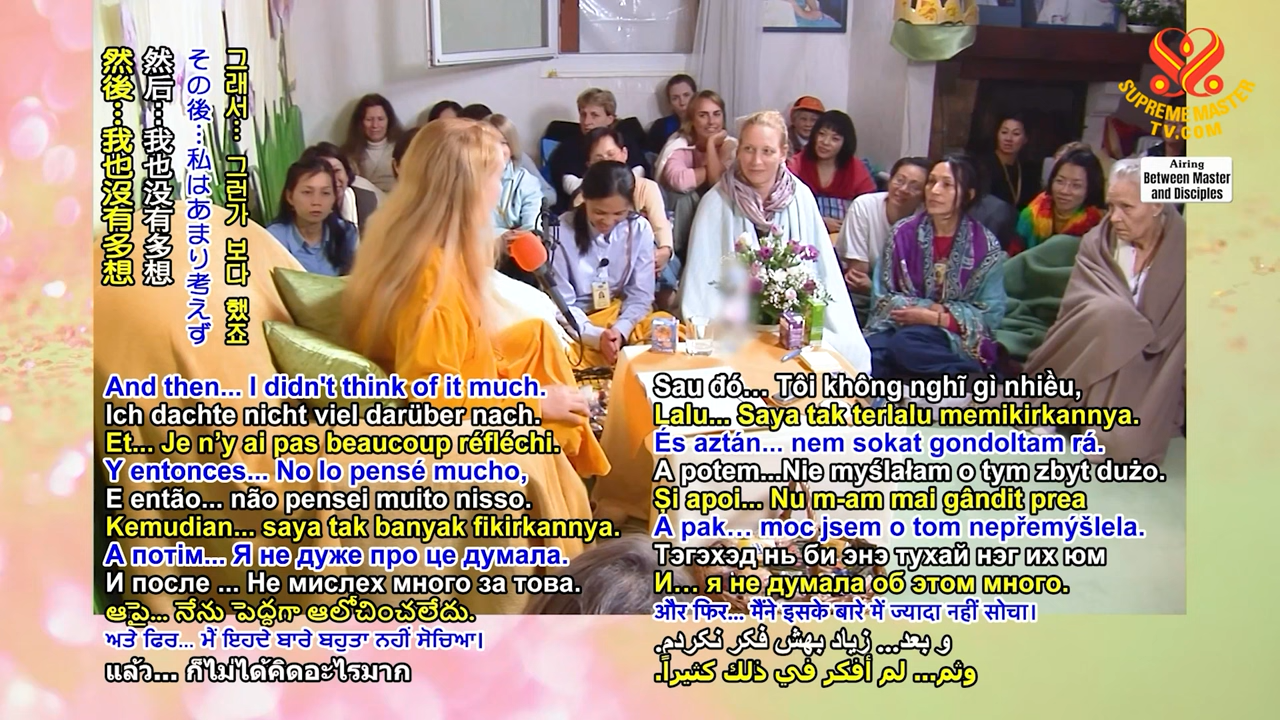 然後…我也沒有多想
然后…我也没有多想
その後…私はあまり考えず
그래서… 그런가 보다 했죠
SUPREME MASTER
TV.COM
Airing
Between Master
and Disciples
And then... I didn't think of it much.
Ich dachte nicht viel darüber nach.
Et... Je n’y ai pas beaucoup réfléchi.
Y entonces... No lo pensé mucho,
E então... não pensei muito nisso.
Kemudian... saya tak banyak fikirkannya.
А потім... Я не дуже про це думала.
И после ... Не мислех много за това.
ఆపై... నేను పెద్దగా ఆలోచించలేదు.
ਅਤੇ ਫਿਰ... ਮੈਂ ਇਹਦੇ ਬਾਰੇ ਬਹੁਤਾ ਨਹੀਂ ਸੋਚਿਆ।
แล้ว... ก็ไม่ได้คิดอะไรมาก
Sau đó... Tôi không nghĩ gì nhiều,
Lalu... Saya tak terlalu memikirkannya.
És aztán... nem sokat gondoltam rá.
A potem...Nie myślałam o tym zbyt dużo.
Și apoi... Nu m-am mai gândit prea
A pak... moc jsem o tom nepřemýšlela.
Тэгэхэд нь би энэ тухай нэг их юм
И... я не думала об этом много.
और फिर... मैंने इसके बारे में ज्यादा नहीं सोचा।
و بعد... زیاد بهش فکر نکردم.
وثم... لم أفكر في ذلك كثيراً.